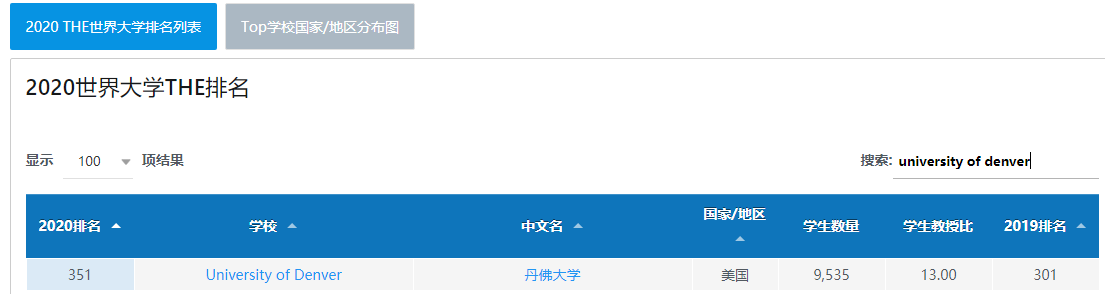 2020 THE世界大学排名列表 Top学校国家/地区分布图
2020世界大学THE排名
显示 100 项结果 搜索: university of denver
2020排名 学校 中文名 国家/地区 学生数量 学生教授比 2019排名
351 University of Denver 丹佛大学 美国 9,535 13.00 301